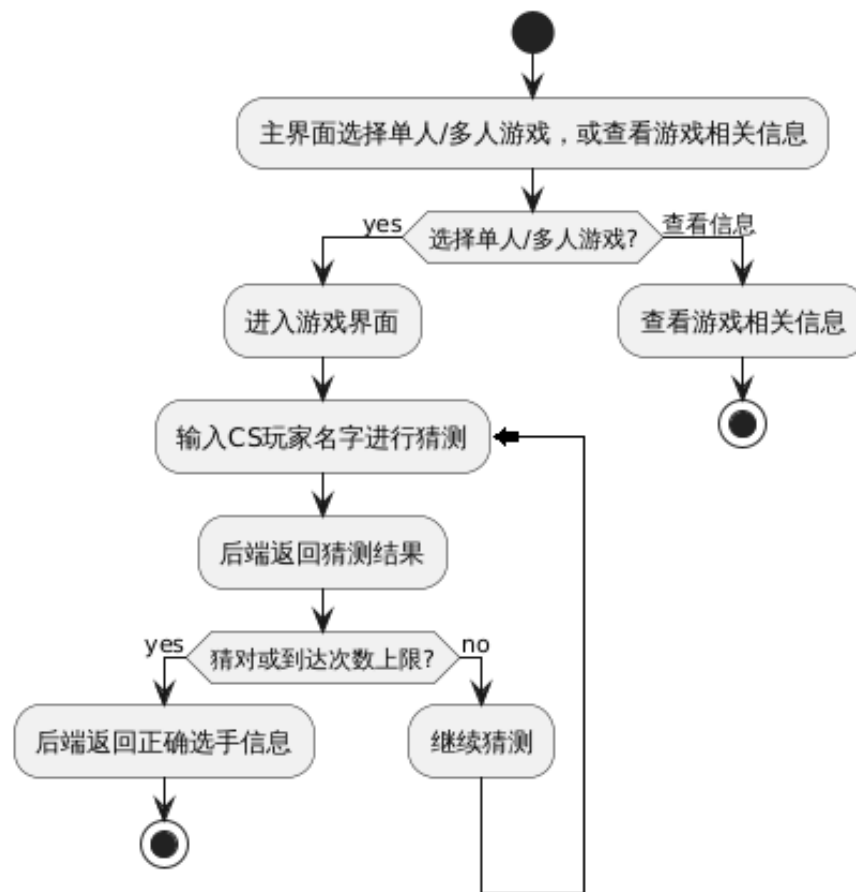 主界面选择单人/多人游戏，或查看游戏相关信息
yes
选择单人/多人游戏?
查看信息
进入游戏界面
查看游戏相关信息
输入CS玩家名字进行猜测
后端返回猜测结果
yes
猜对或到达次数上限?
no
后端返回正确选手信息
继续猜测